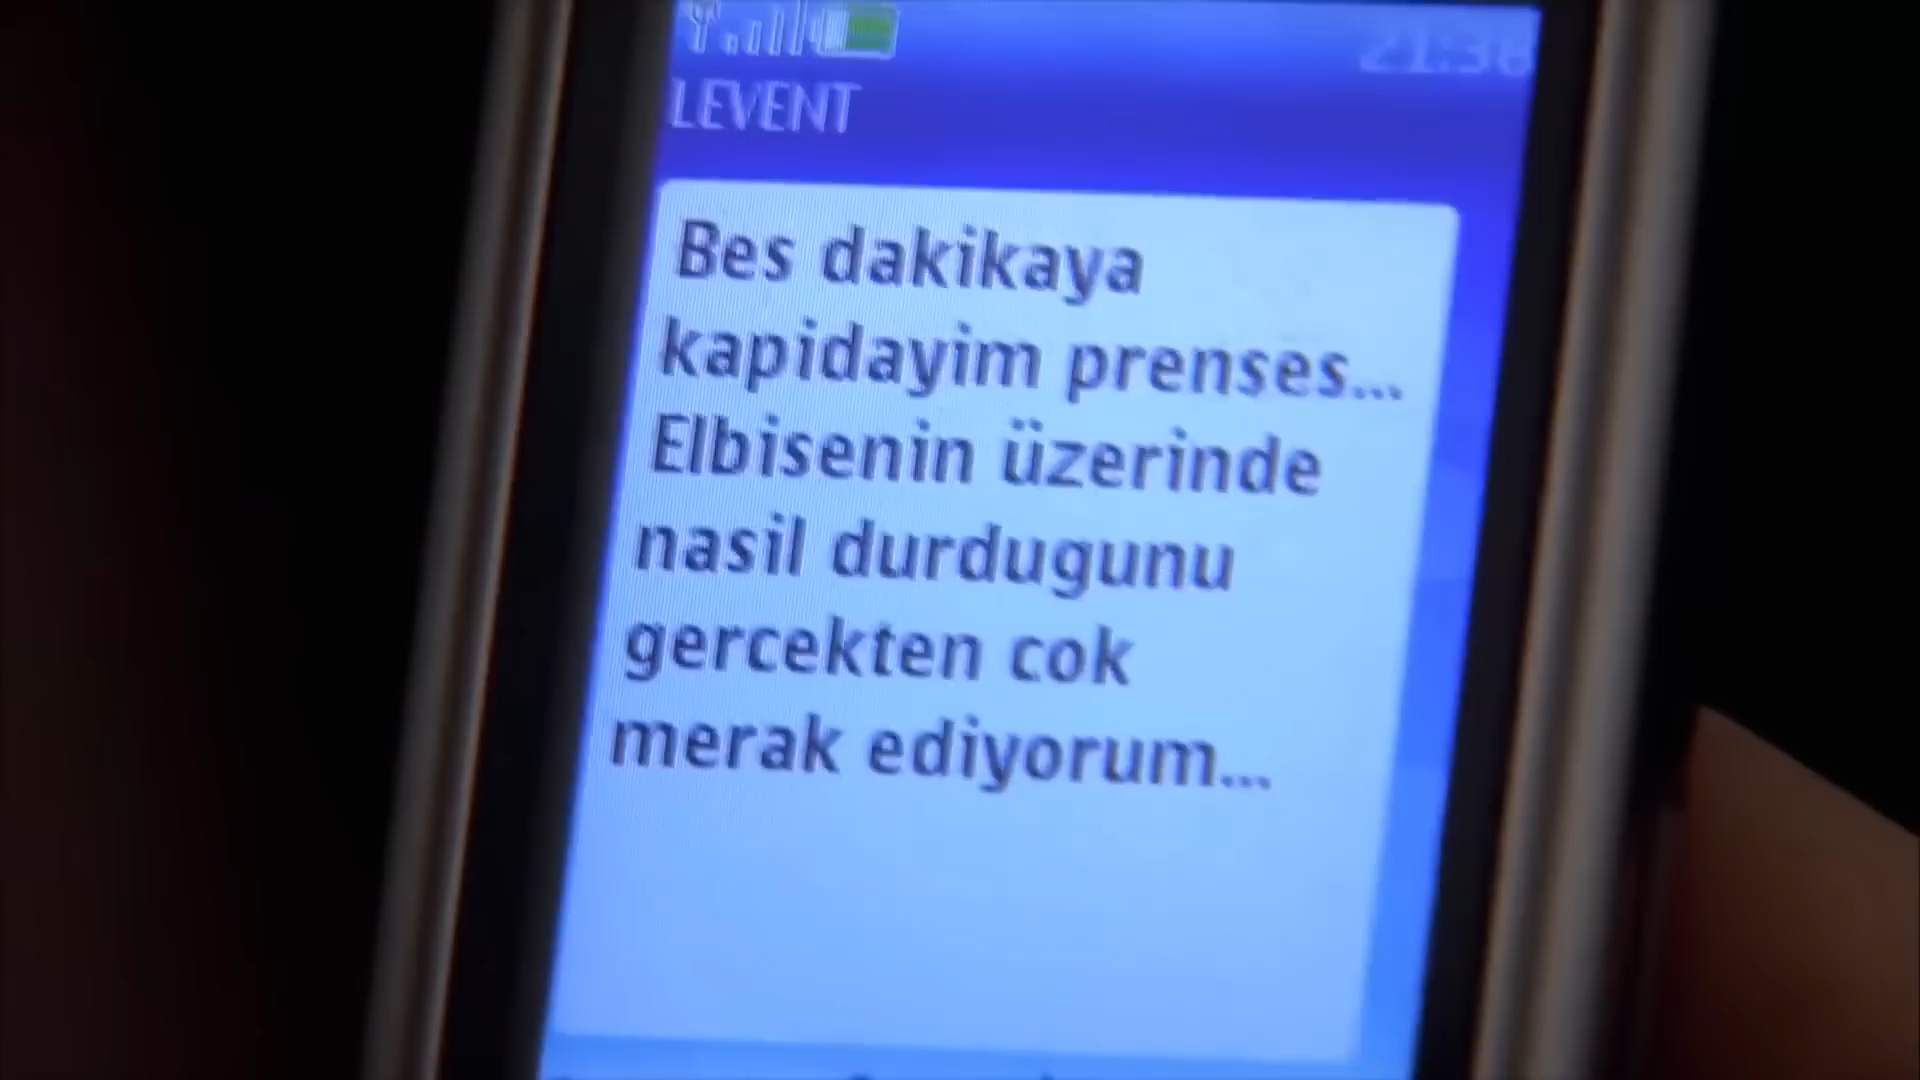 LEVENT
Bes dakikaya
kapidayim prenses...
Elbisenin üzerinde
nasil durdugunu
gercekten cok
merak ediyorum...